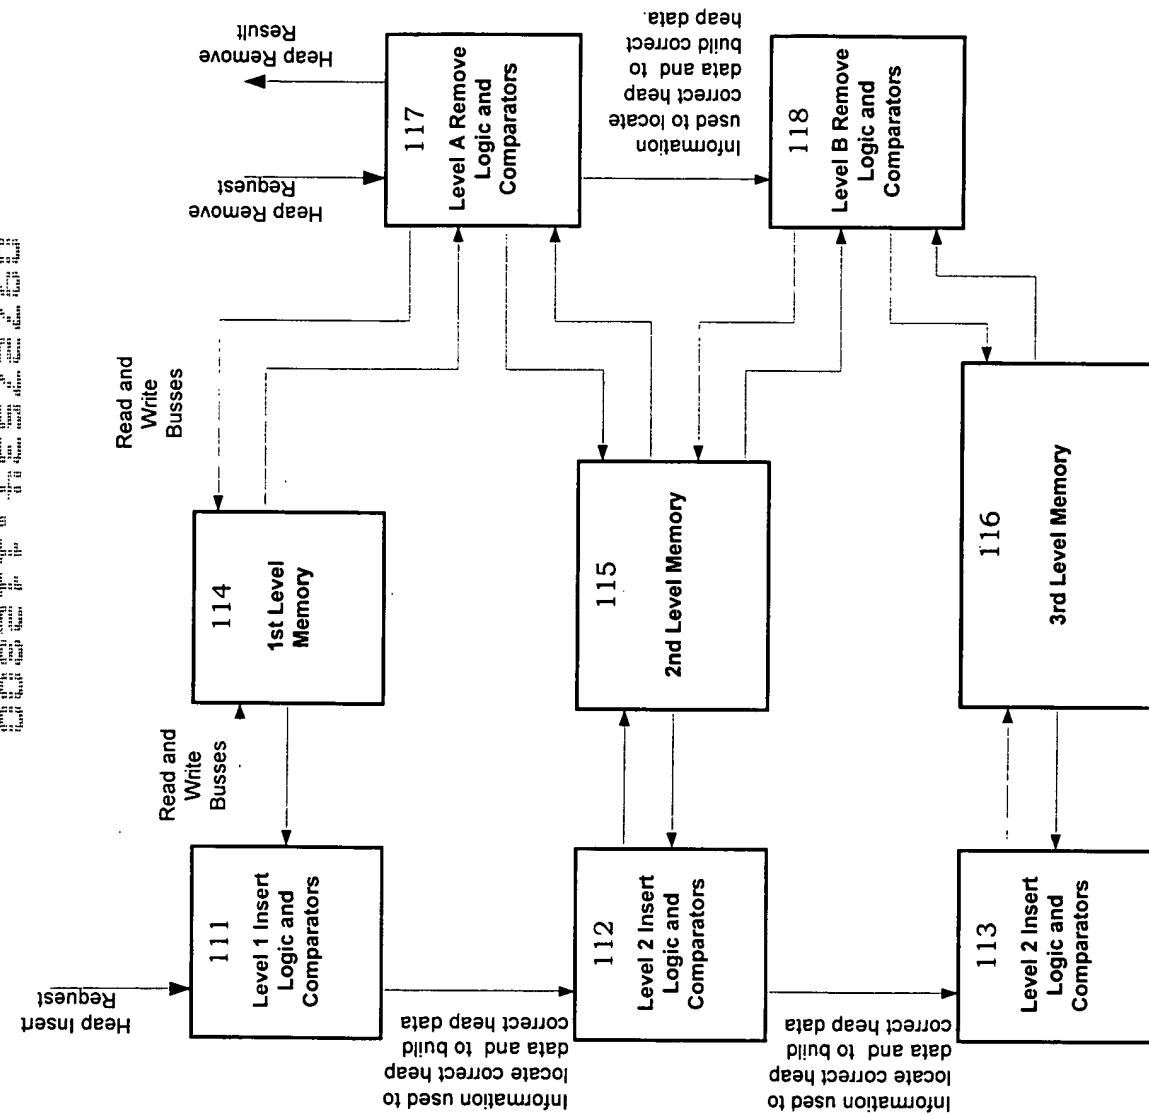 Heap Insert
Request
111
Level 1 Insert
Logic and
Comparators
Information used to
locate correct heap
data and to build
correct heap data
112
Level 2 Insert
Logic and
Comparators
Information used to
locate correct heap
data and to build
correct heap data
113
Level 2 Insert
Logic and
Comparators
Read and
Write
Busses
114
1st Level
Memory
115
2nd Level Memory
116
3rd Level Memory
Read and
Write
Busses
Heap Remove
Request
Heap Remove
Result
117
Level A Remove
Logic and
Comparators
Information
used to locate
correct heap
data and to
build correct
heap data.
118
Level B Remove
Logic and
Comparators